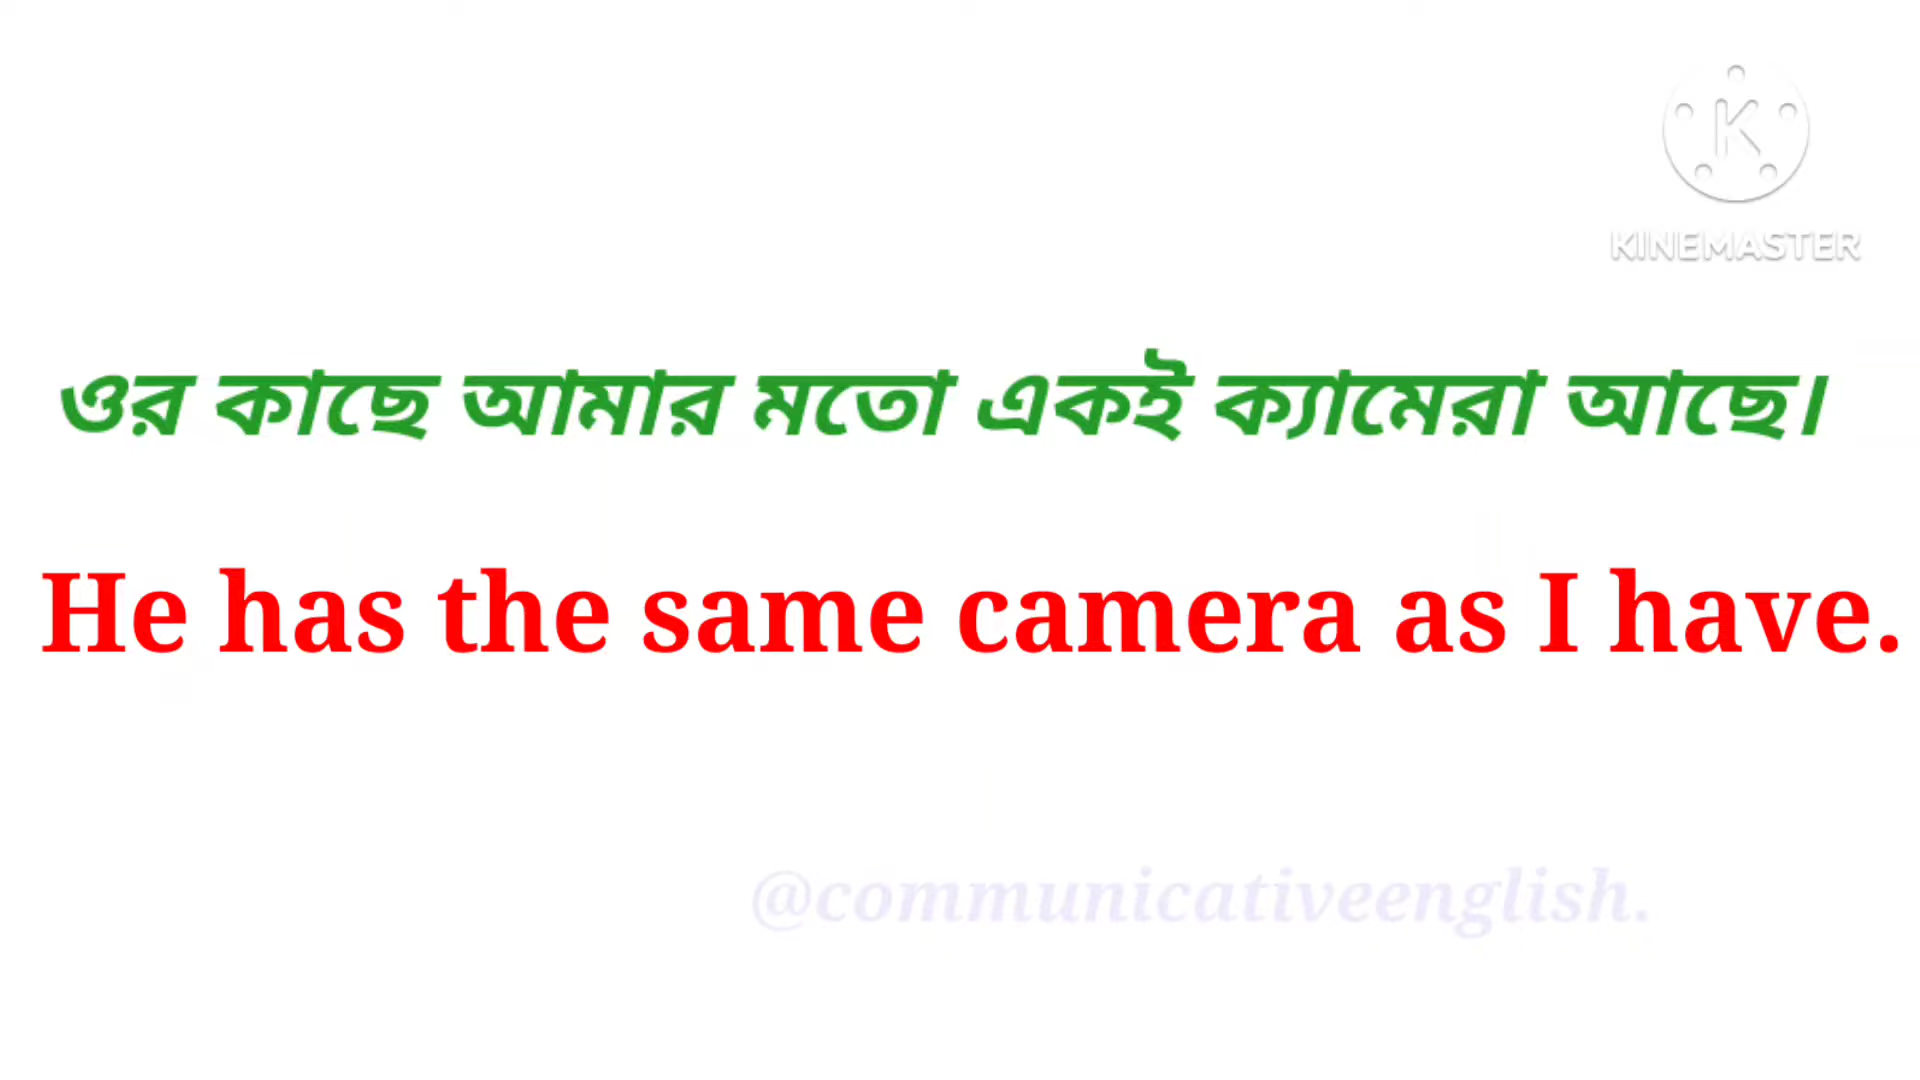 KINEMASTER
ওর কাছে আমার মতো একই ক্যামেরা আছে।
He has the same camera as I have.
@communicativeenglish.